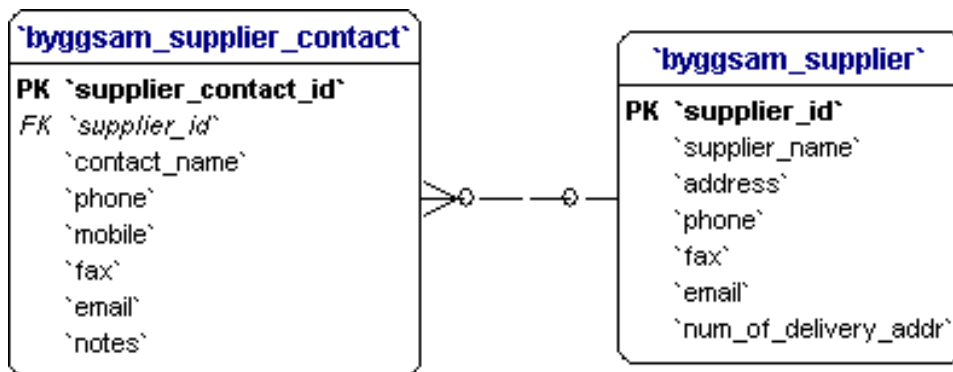 `byggsam_supplier_contact`
PK `supplier_contact_id`
FK `supplier_id`
`contact_name`
`phone`
`mobile`
`fax`
`email`
`notes`
`byggsam_supplier`
PK `supplier_id`
`supplier_name`
`address`
`phone`
`fax`
`email`
`num_of_delivery_addr`